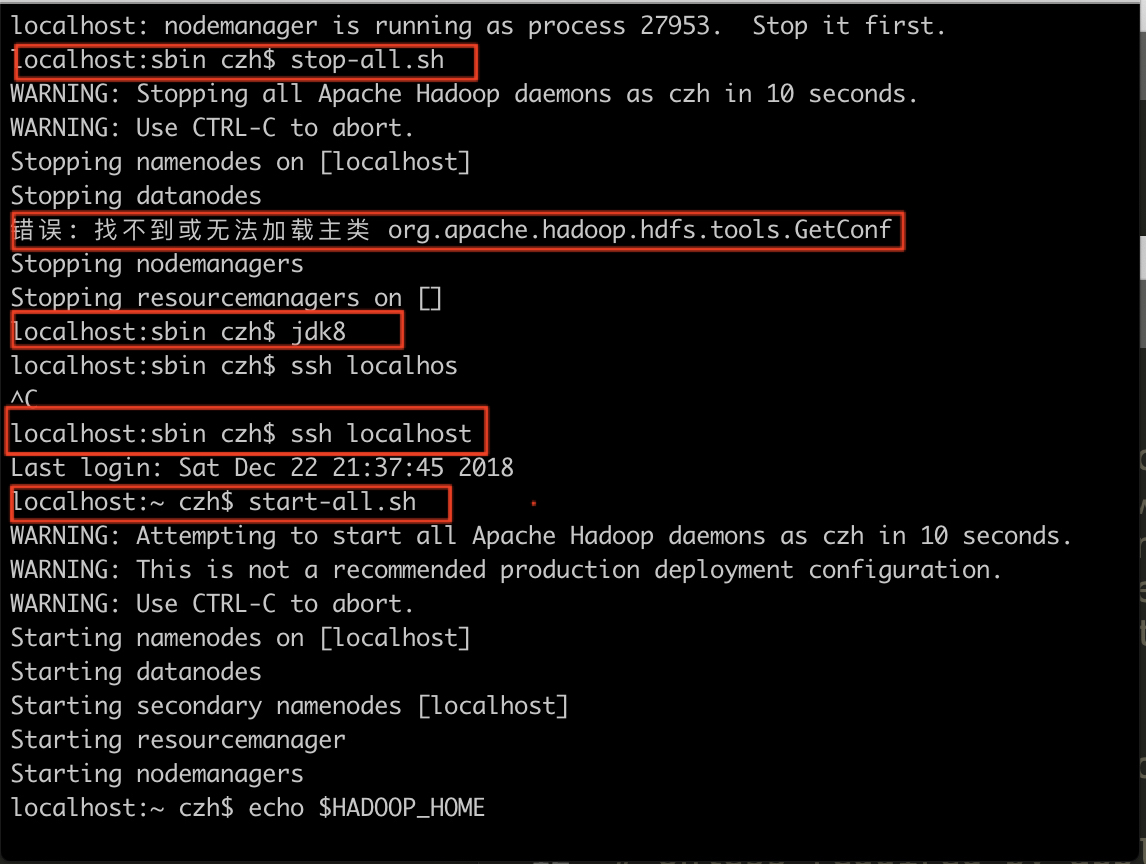 localhost: nodemanager is running as process 27953.  Stop it first.
localhost:sbin czh$ stop-all.sh
WARNING: Stopping all Apache Hadoop daemons as czh in 10 seconds.
WARNING: Use CTRL-C to abort.
Stopping namenodes on [localhost]
Stopping datanodes
错误: 找不到或无法加载主类 org.apache.hadoop.hdfs.tools.GetConf
Stopping nodemanagers
Stopping resourcemanagers on []
localhost:sbin czh$ jdk8
localhost:sbin czh$ ssh localhos
^C
localhost:sbin czh$ ssh localhost
Last login: Sat Dec 22 21:37:45 2018
localhost:~ czh$ start-all.sh
WARNING: Attempting to start all Apache Hadoop daemons as czh in 10 seconds.
WARNING: This is not a recommended production deployment configuration.
WARNING: Use CTRL-C to abort.
Starting namenodes on [localhost]
Starting datanodes
Starting secondary namenodes [localhost]
Starting resourcemanager
Starting nodemanagers
localhost:~ czh$ echo $HADOOP_HOME